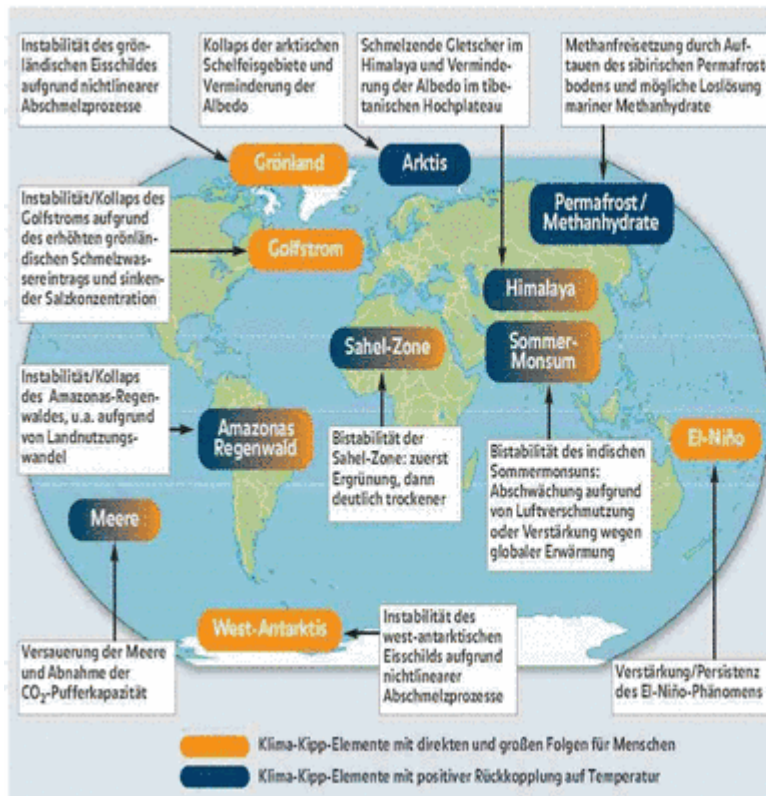 Instabilität des grön-
ländischen Eisschildes
aufgrund nichtlinearer
Abschmelzprozesse
Kollaps der arktischen
Schelfeisgebiete und
Verminderung der
Albedo
Schmelzende Gletscher im
Himalaya und Verminde-
rung der Albedo im tibe-
tanischen Hochplateau
Methanfreisetzung durch Auf-
tauen des sibirischen Permafrost-
bodens und mögliche Loslösung
mariner Methanhydrate
Grönland
Arktis
Permafrost/
Methanhydrate
Instabilität/Kollaps des
Golfstroms aufgrund
des erhöhten grönlän-
dischen Schmelzwas-
sereintrags und sinken-
der Salzkonzentration
Golfstrom
Himalaya
Sahel-Zone
Sommer-
Monsum
Instabilität/Kollaps
des Amazonas-Regen-
waldes, u.a. aufgrund
von Landnutzungs-
wandel
Amazonas
Regenwald
Bistabilität der
Sahel-Zone: zuerst
Ergrünung, dann
deutlich trockener
Bistabilität des indischen
Sommermonsuns:
Abschwächung aufgrund
von Luftverschmutzung
oder Verstärkung wegen
globaler Erwärmung
El-Niño
Meere
West-Antarktis
Versauerung der Meere
und Abnahme der
CO₂-Pufferkapazität
Instabilität des
west-antarktischen
Eisschilds aufgrund
nichtlinearer
Abschmelzprozesse
Verstärkung/Persistenz
des El-Niño-Phänomens
Klima-Kipp-Elemente mit direkten und großen Folgen für Menschen
Klima-Kipp-Elemente mit positiver Rückkopplung auf Temperatur